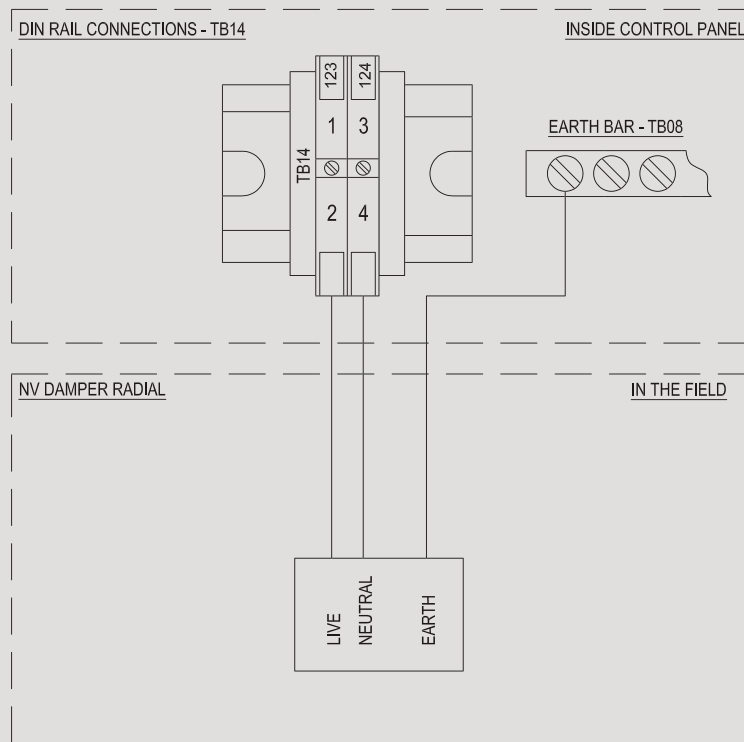 DIN RAIL CONNECTIONS - TB14
INSIDE CONTROL PANEL
123
124
1
3
TB14
2
4
EARTH BAR - TB08
NV DAMPER RADIAL
IN THE FIELD
LIVE
NEUTRAL
EARTH